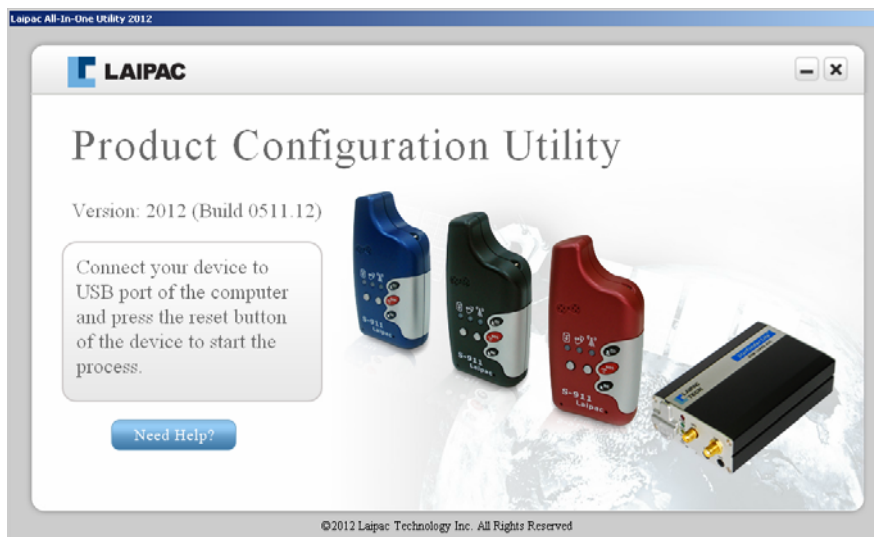 Laipac All-In-One Utility 2012
LAIPAC
Product Configuration Utility
Version: 2012 (Build 0511.12)
Connect your device to
USB port of the computer
and press the reset button
of the device to start the
process.
Need Help?
S-911
Laipac
S-911
Laipac
S-911
Laipac
LAIPAC
TECH
©2012 Laipac Technology Inc. All Rights Reserved